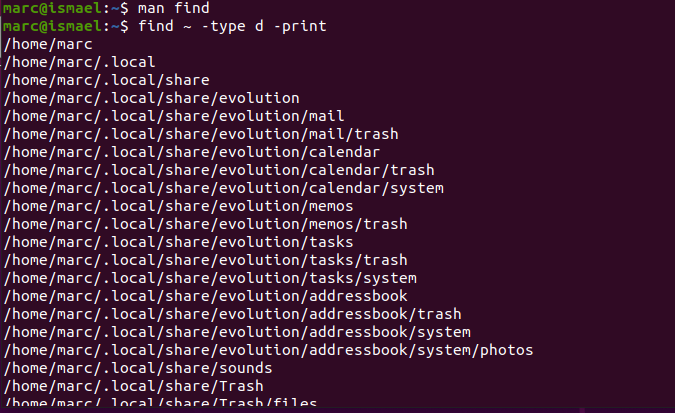 marc@ismael:~$ man find
marc@ismael:~$ find ~ -type d -print
/home/marc
/home/marc/.local
/home/marc/.local/share
/home/marc/.local/share/evolution
/home/marc/.local/share/evolution/mail
/home/marc/.local/share/evolution/mail/trash
/home/marc/.local/share/evolution/calendar
/home/marc/.local/share/evolution/calendar/trash
/home/marc/.local/share/evolution/calendar/system
/home/marc/.local/share/evolution/memos
/home/marc/.local/share/evolution/memos/trash
/home/marc/.local/share/evolution/tasks
/home/marc/.local/share/evolution/tasks/trash
/home/marc/.local/share/evolution/tasks/system
/home/marc/.local/share/evolution/addressbook
/home/marc/.local/share/evolution/addressbook/trash
/home/marc/.local/share/evolution/addressbook/system
/home/marc/.local/share/evolution/addressbook/system/photos
/home/marc/.local/share/sounds
/home/marc/.local/share/Trash
/home/marc/.local/share/Trash/files